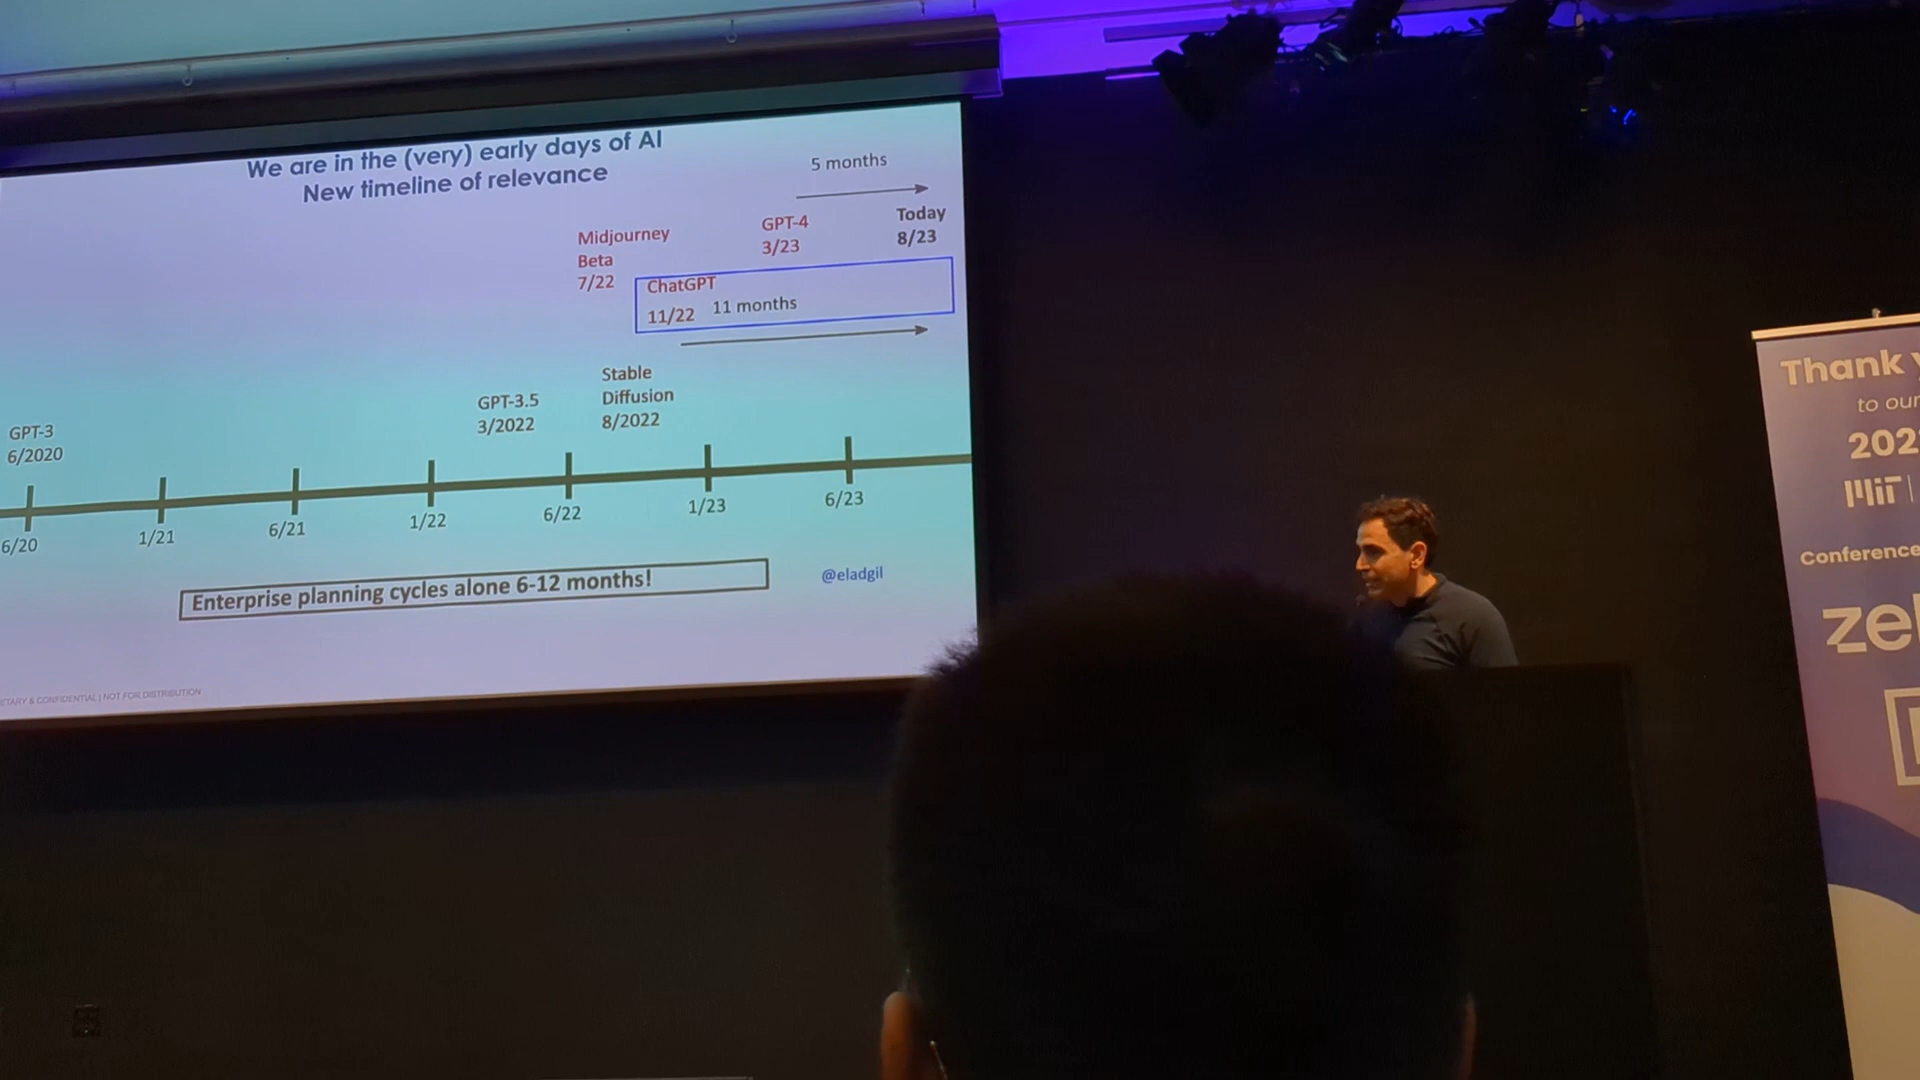 We are in the (very) early days of AI
New timeline of relevance
5 months
Midjourney
Beta
7/22
GPT-4
3/23
Today
8/23
ChatGPT
11/22
11 months
Stable
Diffusion
8/2022
GPT-3.5
3/2022
GPT-3
6/2020
6/20
1/21
6/21
1/22
6/22
1/23
6/23
Enterprise planning cycles alone 6-12 months!
@eladgil
& CONFIDENTIAL | NOT FOR DISTRIBUTION
Thank
to our
MIT
Conference